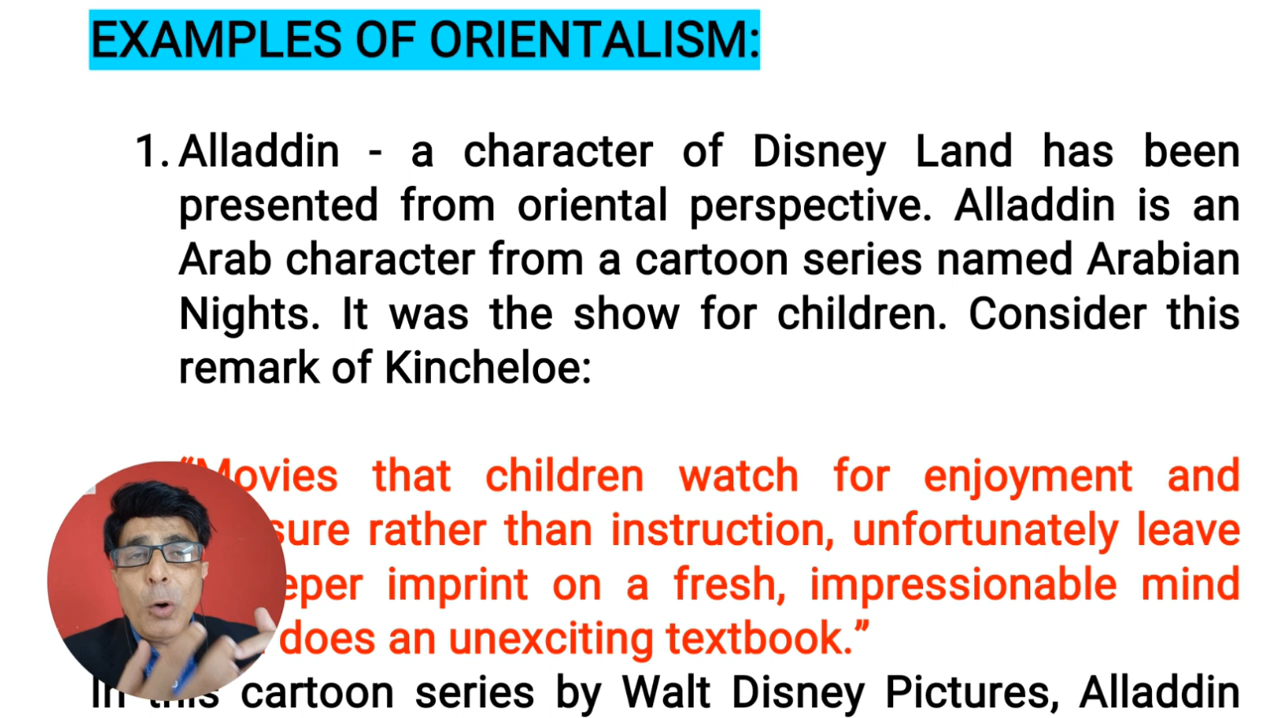 EXAMPLES OF ORIENTALISM:
1. Alladdin - a character of Disney Land has been
presented from oriental perspective. Alladdin is an
Arab character from a cartoon series named Arabian
Nights. It was the show for children. Consider this
remark of Kincheloe:
“Movies that children watch for enjoyment and
rather than instruction, unfortunately leave
imprint on a fresh, impressionable mind
does an unexciting textbook.”
In this cartoon series by Walt Disney Pictures, Alladdin